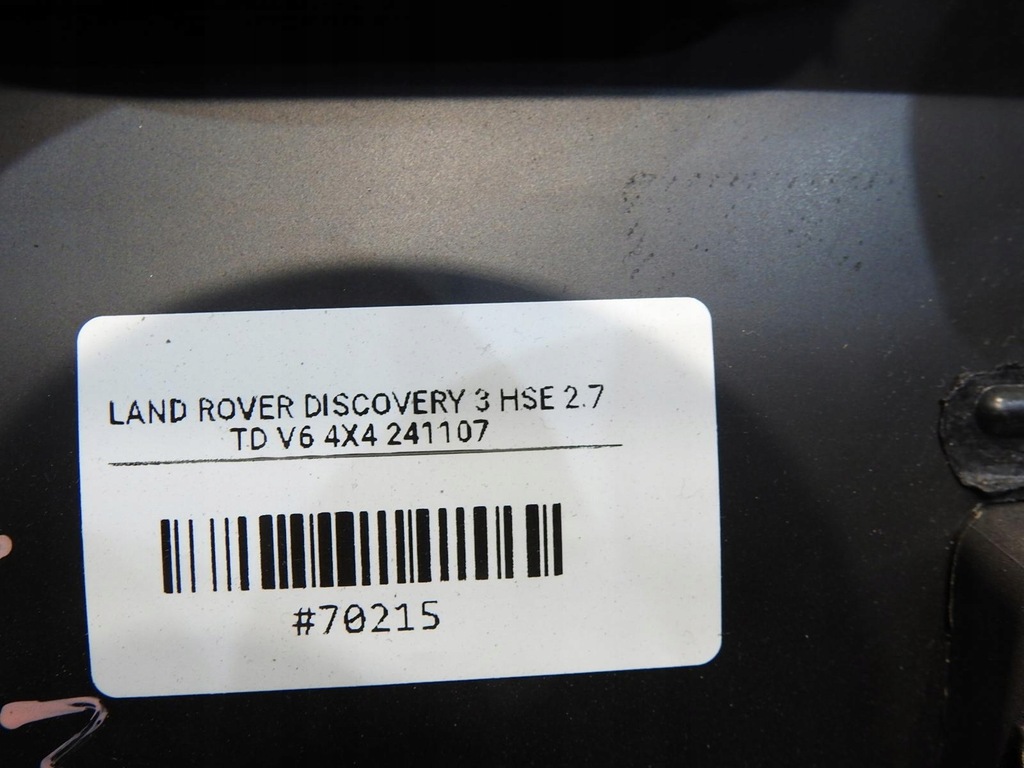 LAND ROVER DISCOVERY 3 HSE 2.7
TD V6 4X4 241107
#70215